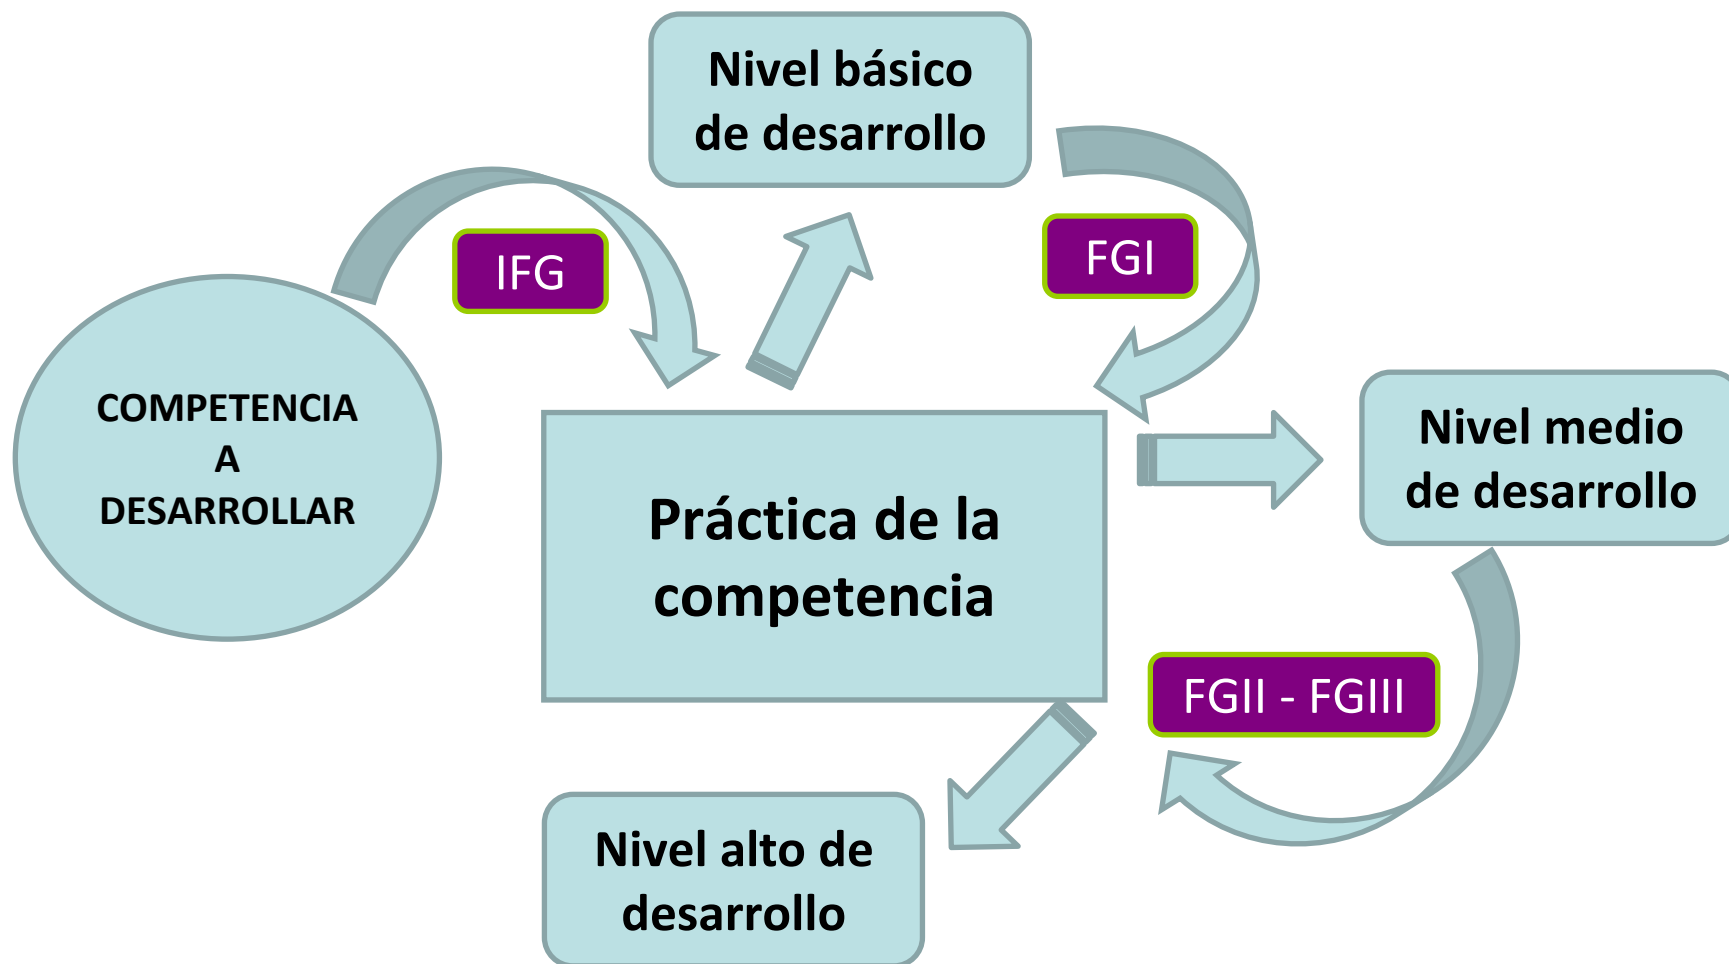 Nivel básico
de desarrollo
IFG
FGI
COMPETENCIA
A
DESARROLLAR
Práctica de la
competencia
Nivel medio
de desarrollo
FGII - FGIII
Nivel alto de
desarrollo